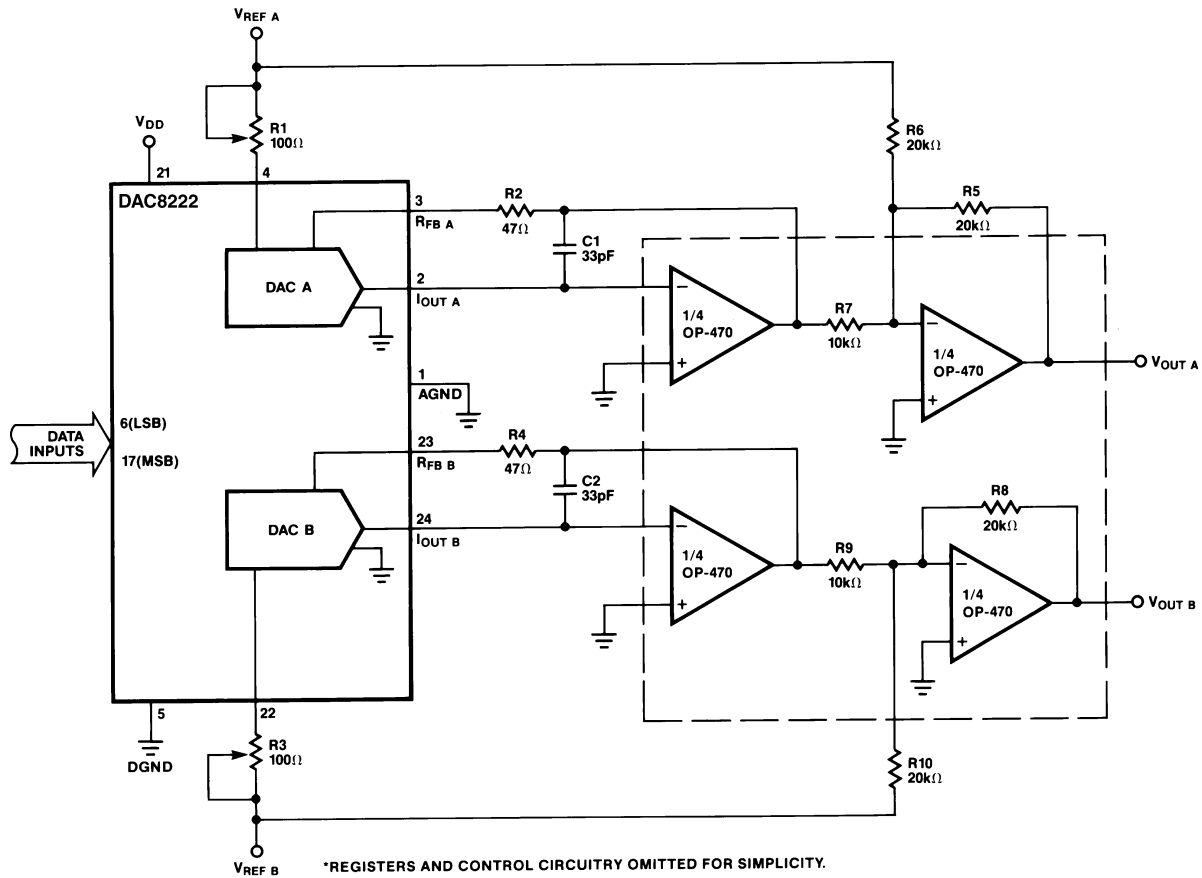 VREF A
R1
100Ω
VDD
21
4
DAC8222
3
RFB A
R2
47Ω
C1
33pF
R6
20kΩ
R5
20kΩ
DAC A
2
IOUT A
−
+
1/4
OP-470
R7
10kΩ
−
+
1/4
OP-470
VOUT A
1
AGND
DATA
INPUTS
6(LSB)
17(MSB)
23
RFB B
R4
47Ω
C2
33pF
DAC B
24
IOUT B
−
+
1/4
OP-470
R9
10kΩ
R8
20kΩ
−
+
1/4
OP-470
VOUT B
5
DGND
22
R3
100Ω
R10
20kΩ
VREF B
*REGISTERS AND CONTROL CIRCUITRY OMITTED FOR SIMPLICITY.